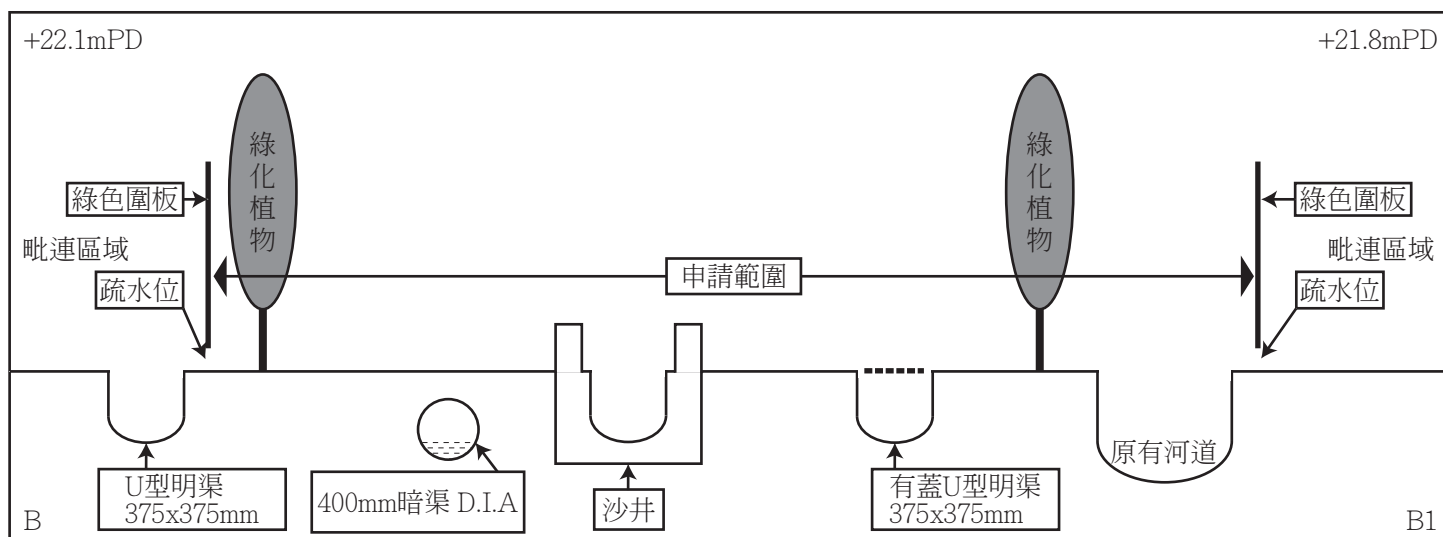 +22.1mPD
+21.8mPD
綠化植物
綠化植物
綠色圍板
綠色圍板
毗連區域
毗連區域
申請範圍
疏水位
疏水位
原有河道
U型明渠
375x375mm
400mm暗渠 D.I.A
沙井
有蓋U型明渠
375x375mm
B
B1